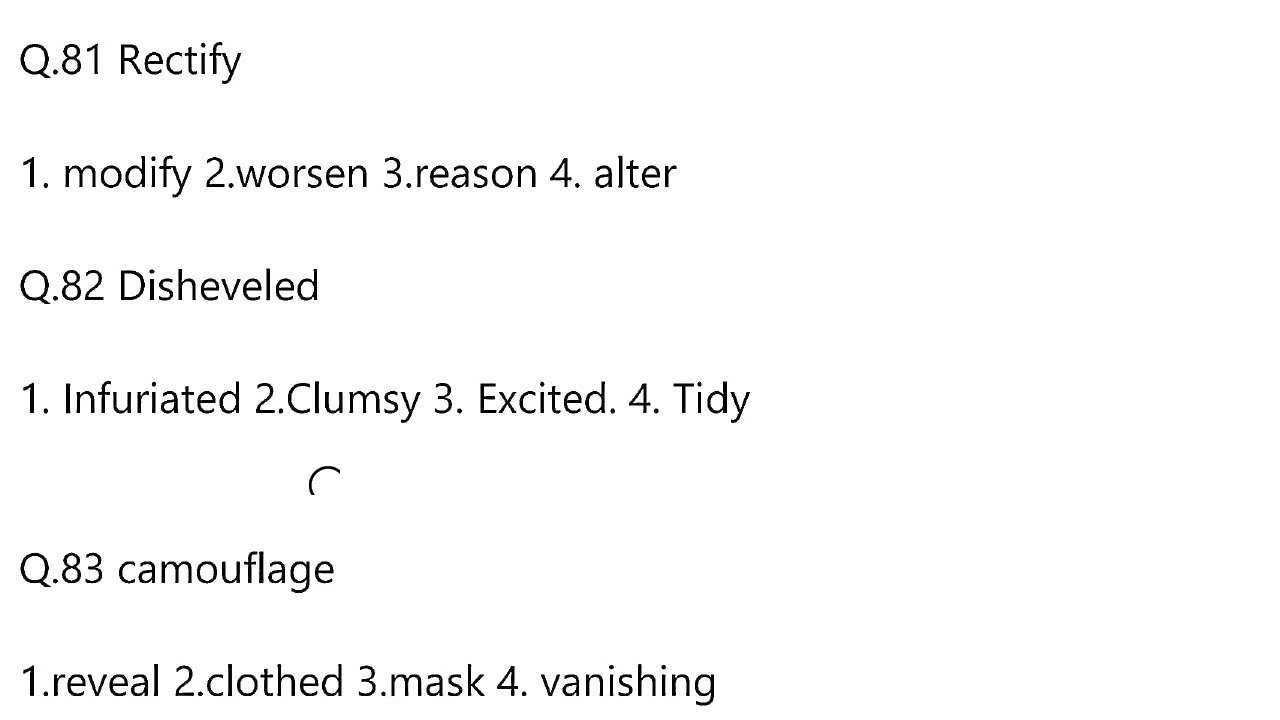 Q.81 Rectify
1. modify 2.worsen 3.reason 4. alter
Q.82 Disheveled
1. Infuriated 2.Clumsy 3. Excited. 4. Tidy
Q.83 camouflage
1.reveal 2.clothed 3.mask 4. vanishing